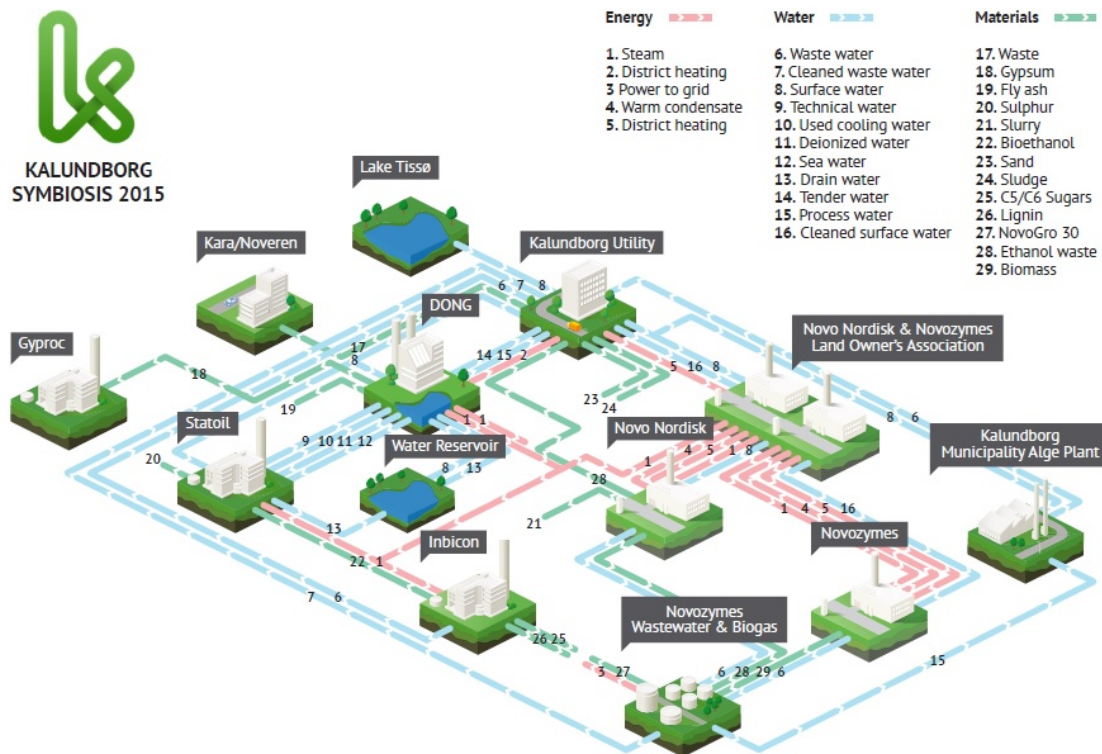 KALUNDBORG
SYMBIOSIS 2015
Energy
1. Steam
2. District heating
3 Power to grid
4. Warm condensate
5. District heating
Water
6. Waste water
7. Cleaned waste water
8. Surface water
9. Technical water
10. Used cooling water
11. Deionized water
12. Sea water
13. Drain water
14. Tender water
15. Process water
16. Cleaned surface water
Materials
17. Waste
18. Gypsum
19. Fly ash
20. Sulphur
21. Slurry
22. Bioethanol
23. Sand
24. Sludge
25. C5/C6 Sugars
26. Lignin
27. NovoGro 30
28. Ethanol waste
29. Biomass
Lake Tissø
Kara/Noveren
Kalundborg Utility
6 7 8
DONG
Gyproc
17
8
14 15 2
Novo Nordisk & Novozymes
Land Owner's Association
5 16 8
18
19
23
24
8 6
Statoil
1 1
Novo Nordisk
Kalundborg
Municipality Alge Plant
9 10 11 12
Water Reservoir
1 4 5 1 8
20
8 13
28
21
1 4 5 16
13
Inbicon
Novozymes
22 1
7 6
Novozymes
Wastewater & Biogas
26 25
3 27
6 28 29 6
15